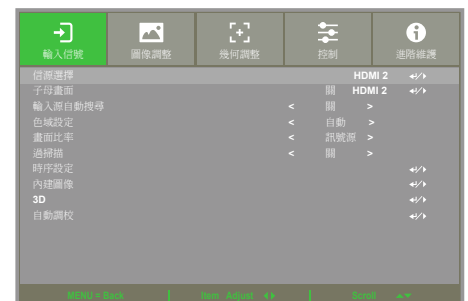 輸入信號 圖像調整 幾何調整 控制 進階維護
信源選擇 HDMI 2
子母畫面 關 HDMI 2
輸入源自動搜尋 < 關 >
色域設定 < 自動 >
畫面比率 < 訊號源 >
過掃描 < 關 >
時序設定
內建圖像
3D
自動調校
MENU = Back Item Adjust Scroll